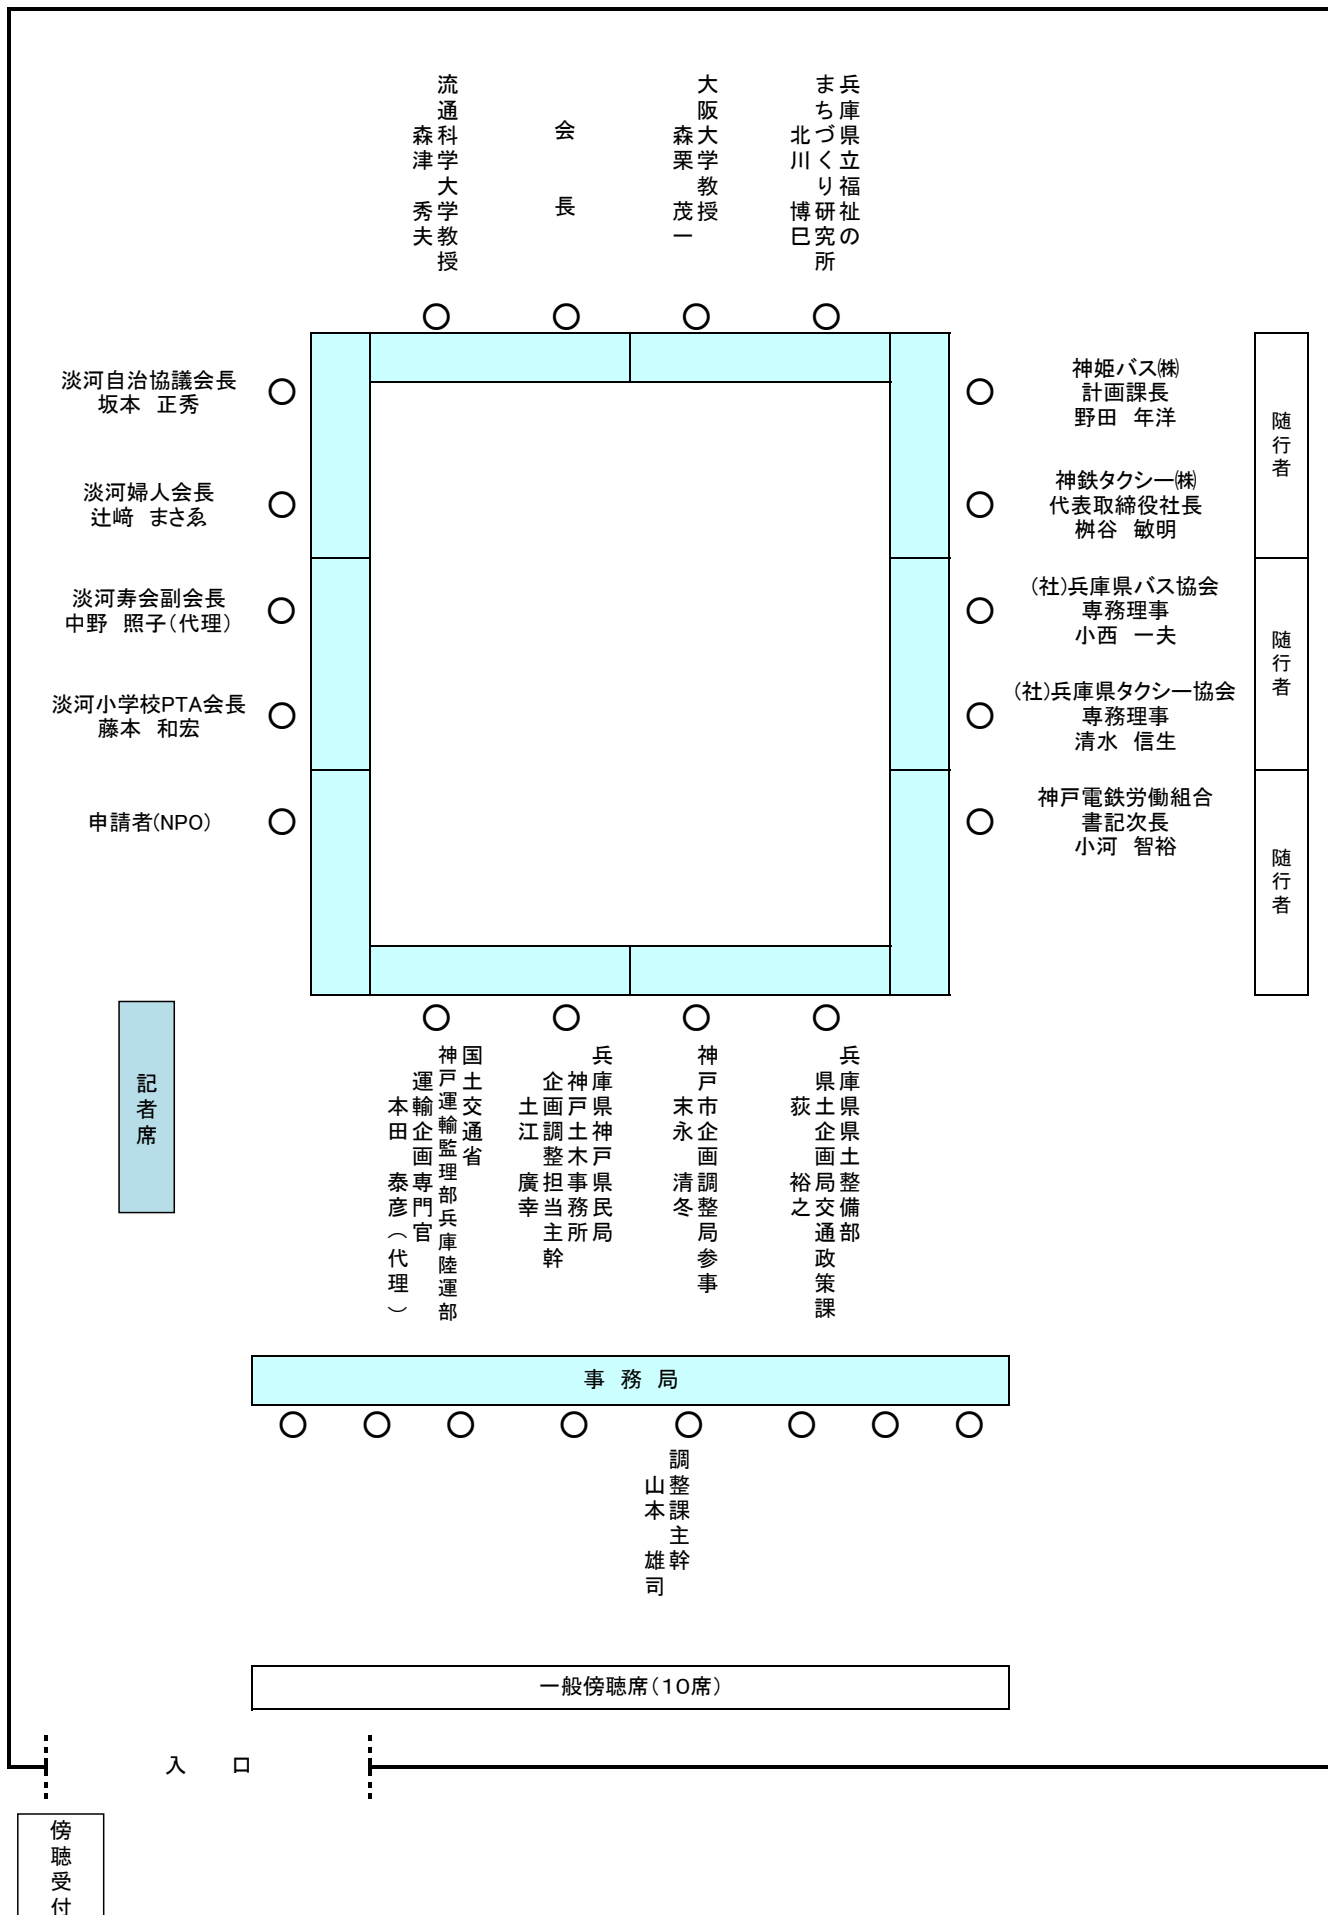 流通科学大学教授
森津　秀夫
会　長
大阪大学教授
森栗　茂一
兵庫県立福祉の
まちづくり研究所
北川　博巳
淡河自治協議会長
坂本　正秀
淡河婦人会長
辻﨑　まさゑ
淡河寿会副会長
中野　照子(代理)
淡河小学校PTA会長
藤本　和宏
申請者(NPO)
神姫バス㈱
計画課長
野田　年洋
神鉄タクシー㈱
代表取締役社長
桝谷　敏明
(社)兵庫県バス協会
専務理事
小西　一夫
(社)兵庫県タクシー協会
専務理事
清水　信生
神戸電鉄労働組合
書記次長
小河　智裕
随行者
随行者
随行者
記者席
国土交通省
神戸運輸監理部兵庫陸運部
運輸企画専門官
本田　泰彦(代理)
兵庫県神戸県民局
神戸土木事務所
企画調整担当主幹
土江　廣幸
神戸市企画調整局参事
末永　清冬
兵庫県県土整備部
県土企画局交通政策課
荻　裕之
事　務　局
調整課主幹
山本　雄司
一般傍聴席(10席)
入　口
傍聴受付